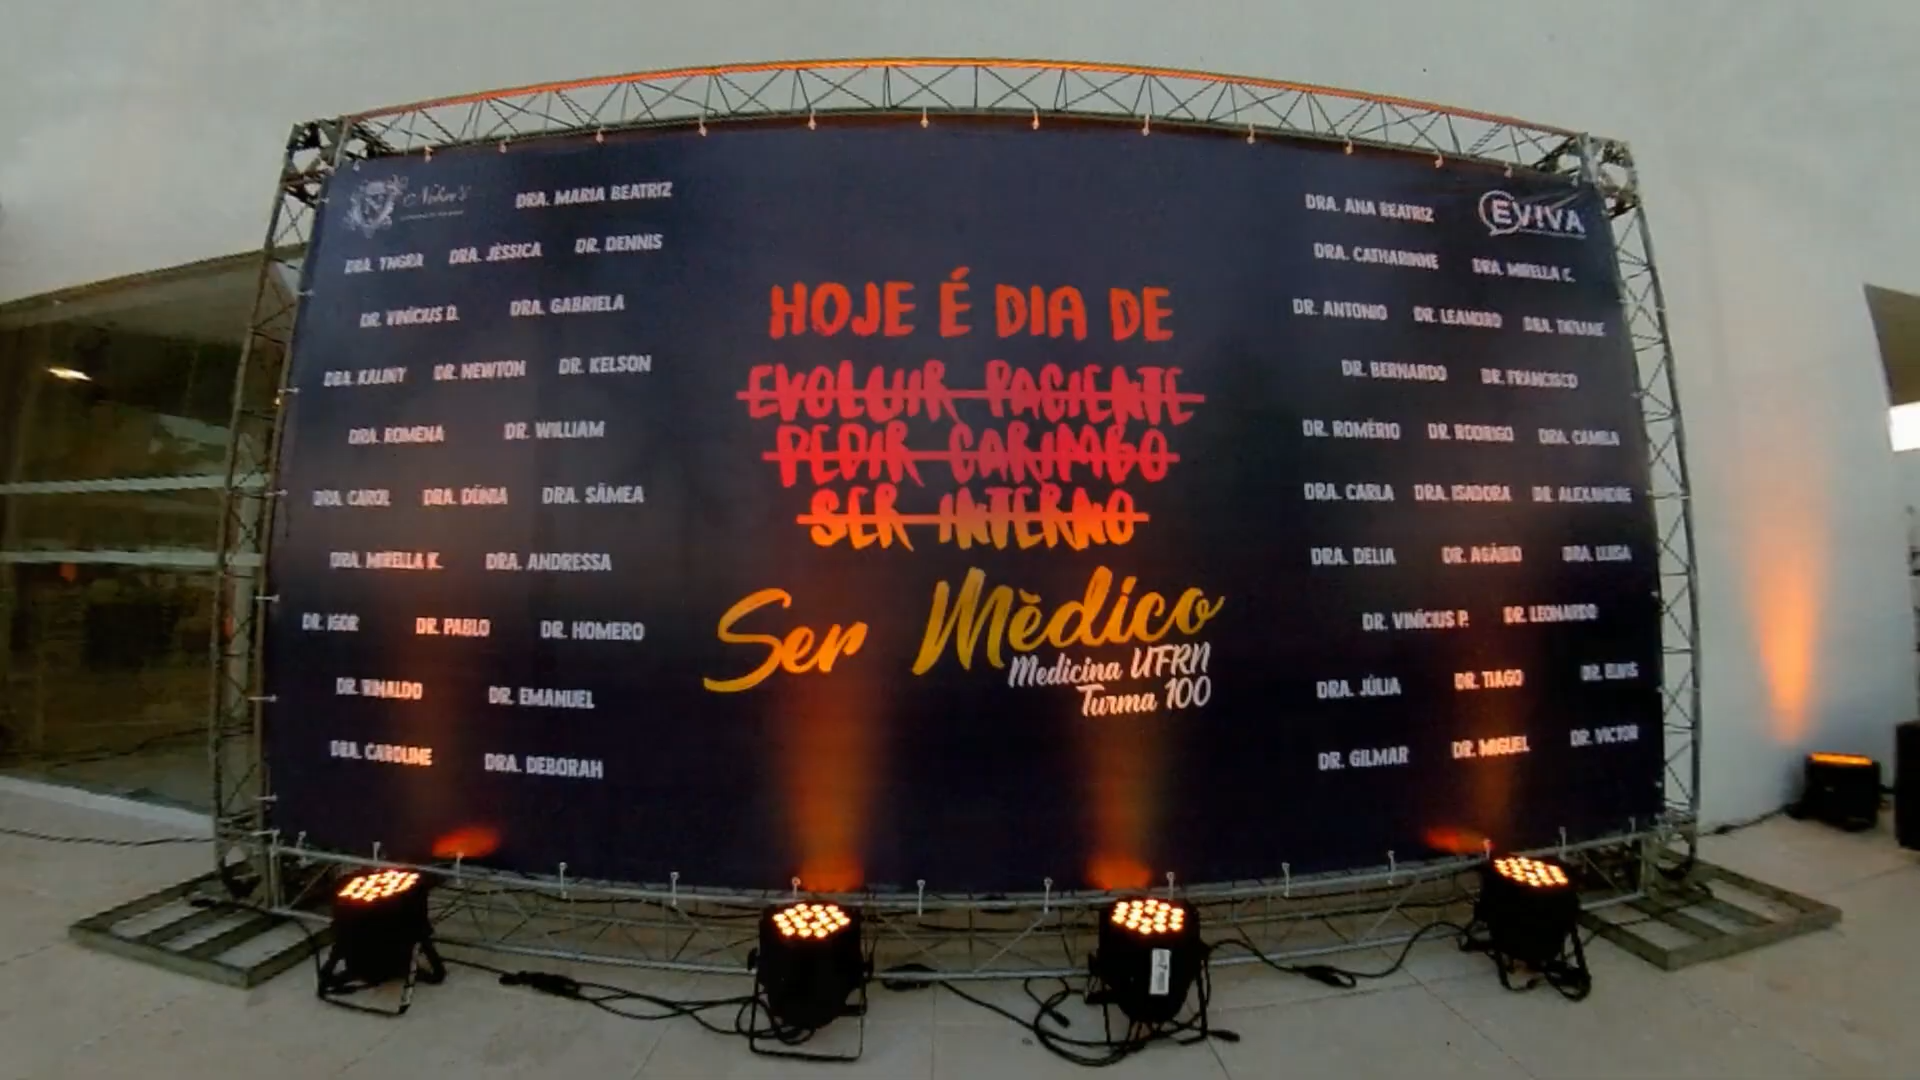 Nohre's
DRA. MARIA BEATRIZ
DRA. YNGRA DRA. JÉSSICA DR. DENNIS
DR. VINÍCIUS D. DRA. GABRIELA
DRA. KALINY DR. NEWTON DR. KELSON
DRA. ROMENA DR. WILLIAM
DRA. CAROL DRA. DÚNIA DRA. SÂMEA
DRA. MIRELLA K. DRA. ANDRESSA
DR. IGOR DR. PABLO DR. HOMERO
DR. RINALDO DR. EMANUEL
DRA. CAROLINE DRA. DEBORAH
HOJE É DIA DE
EVOLUIR PACIENTE
PEDIR CARIMBO
SER INTERNO
Ser Médico
Medicina UFRN
Turma 100
DRA. ANA BEATRIZ
EVIVA
DRA. CATHARINNE DRA. MIRELLA C.
DR. ANTONIO DR. LEANDRO DRA. TATIANE
DR. BERNARDO DR. FRANCISCO
DR. ROMÉRIO DR. RODRIGO DRA. CAMILA
DRA. CARLA DRA. ISADORA DR. ALEXANDRE
DRA. DELIA DR. AGÁBIO DRA. LUISA
DR. VINÍCIUS P. DR. LEONARDO
DRA. JÚLIA DR. TIAGO DR. ELVIS
DR. GILMAR DR. MIGUEL DR. VICTOR